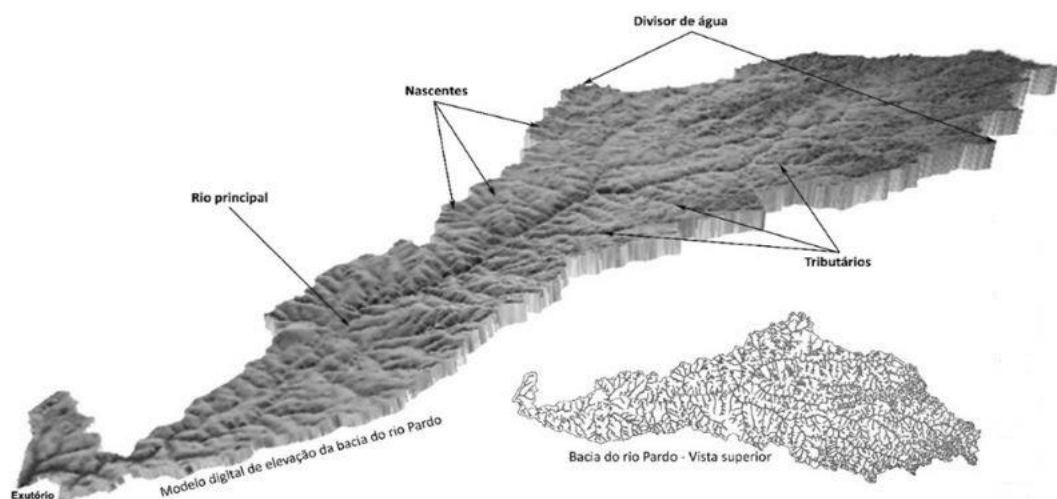 Divisor de água
Nascentes
Rio principal
Tributários
Modelo digital de elevação da bacia do rio Pardo
Bacia do rio Pardo - Vista superior
Exutório